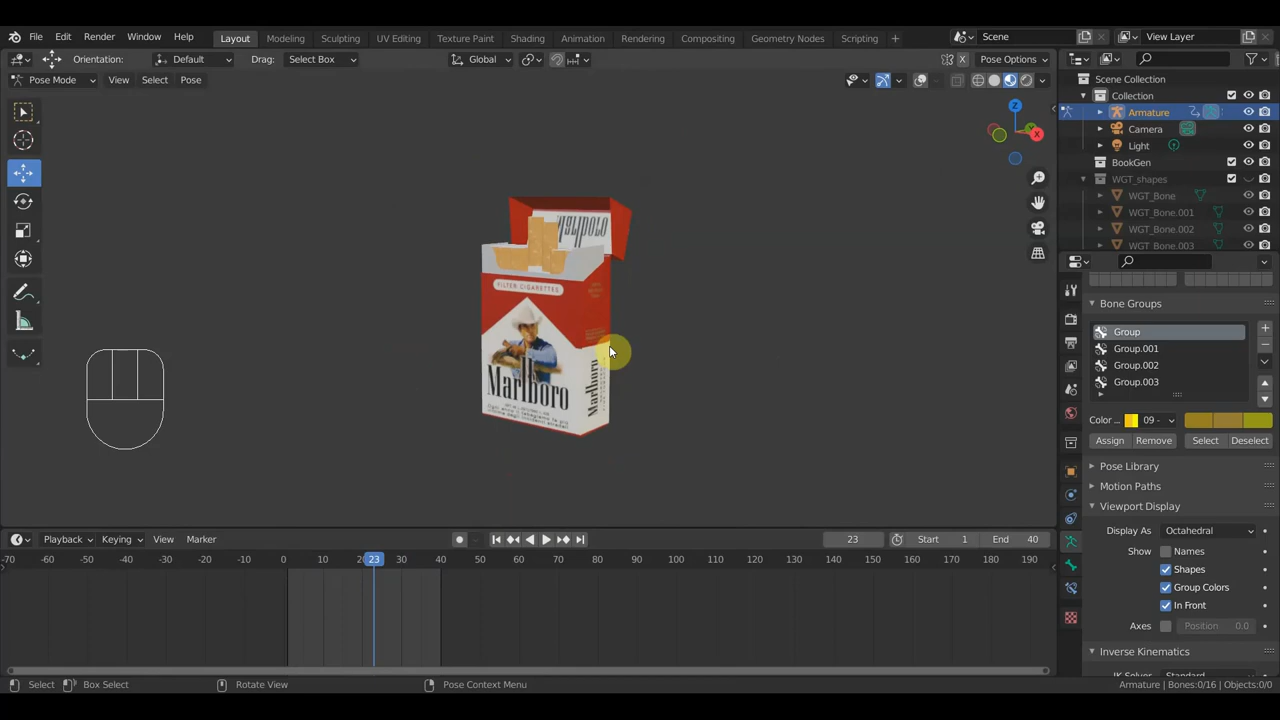 File Edit Render Window Help Layout Modeling Sculpting UV Editing Texture Paint Shading Animation Rendering Compositing Geometry Nodes Scripting + Scene View Layer
Orientation: Default Drag: Select Box Global X Pose Options
Pose Mode View Select Pose
Scene Collection
Collection
Armature
Camera
Light
BookGen
WGT_shapes
WGT_Bone
WGT_Bone.001
WGT_Bone.002
WGT_Bone.003
Z
X
Marlboro
FILTER CIGARETTES
Marlboro
Marlboro
Bone Groups
Group
Group.001
Group.002
Group.003
Color ... 09 -
Assign Remove Select Deselect
Pose Library
Motion Paths
Viewport Display
Display As Octahedral
Show Names
Shapes
Group Colors
In Front
Axes Position 0.0
Inverse Kinematics
Playback Keying View Marker 23 Start 1 End 40
-70 -60 -50 -40 -30 -20 -10 0 10 23 30 40 50 60 70 80 90 100 110 120 130 140 150 160 170 180 190
Select Box Select Rotate View Pose Context Menu Armature | Bones:0/16 | Objects:0/0